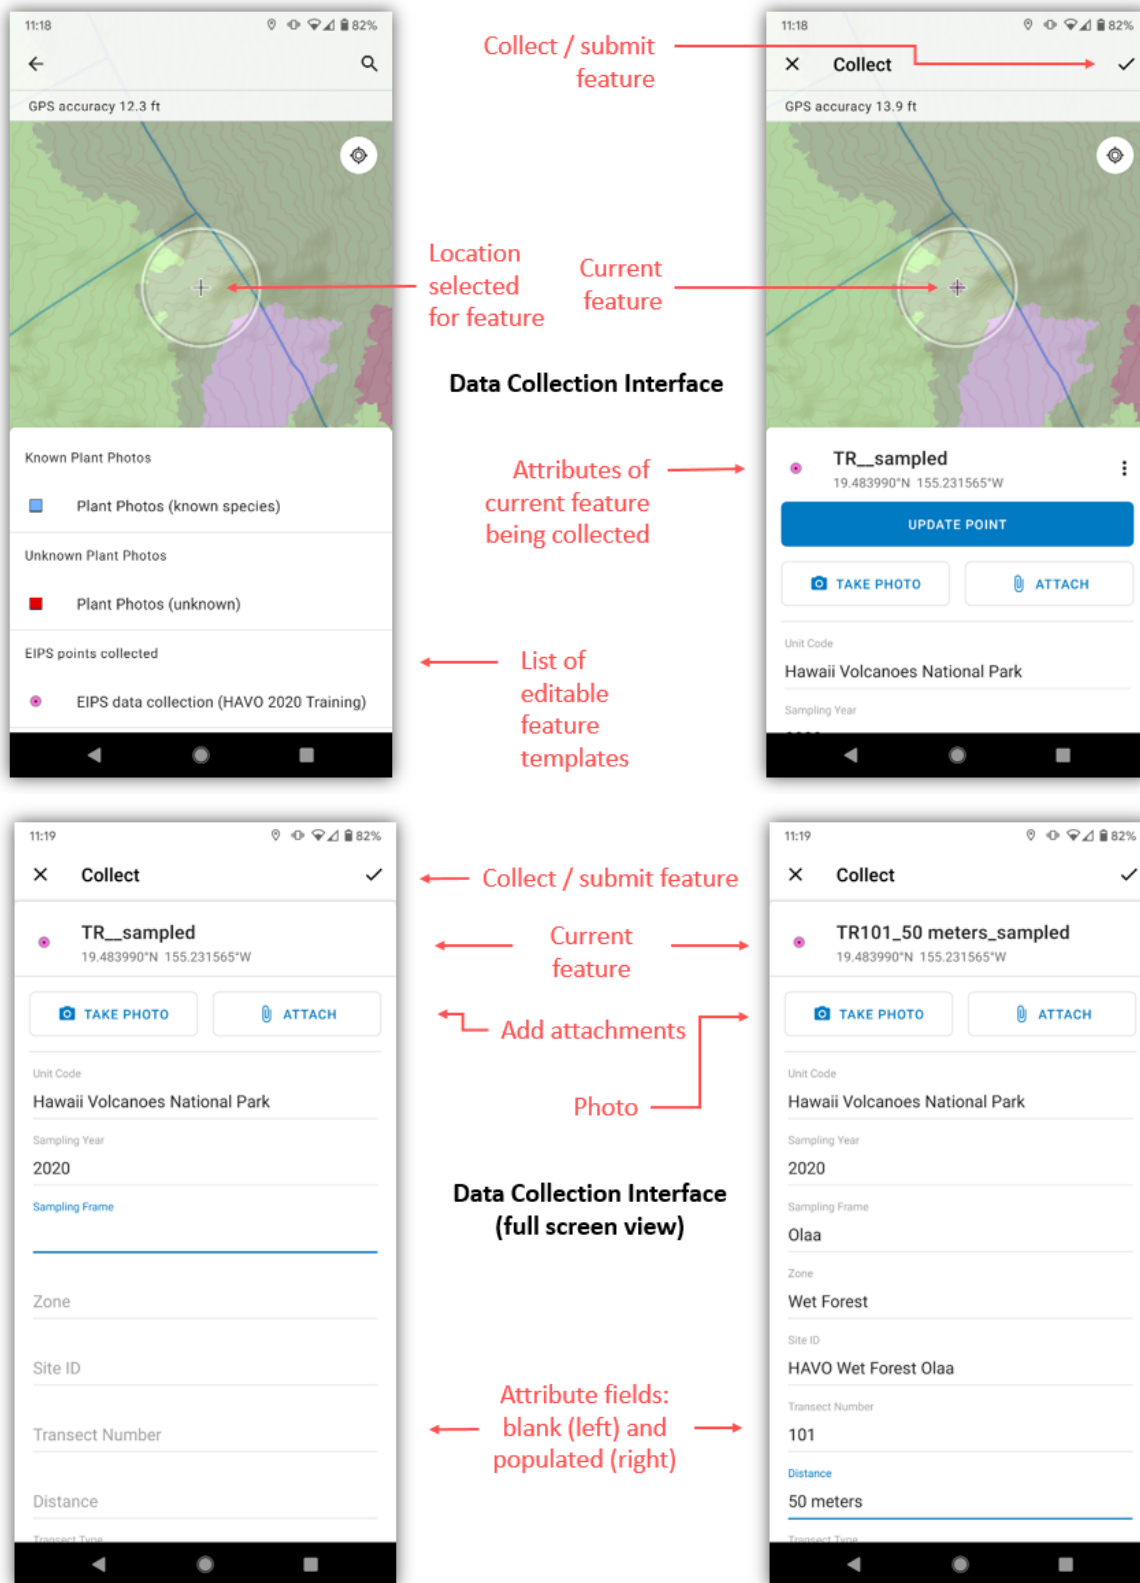 11:18
82%
GPS accuracy 12.3 ft
Known Plant Photos
Plant Photos (known species)
Unknown Plant Photos
Plant Photos (unknown)
EIPS points collected
EIPS data collection (HAVO 2020 Training)
Collect / submit
feature
Location
selected
for feature
Current
feature
Data Collection Interface
Attributes of
current feature
being collected
List of
editable
feature
templates
11:18
82%
Collect
GPS accuracy 13.9 ft
TR__sampled
19.483990°N 155.231565°W
UPDATE POINT
TAKE PHOTO
ATTACH
Unit Code
Hawaii Volcanoes National Park
Sampling Year
11:19
82%
Collect
TR__sampled
19.483990°N 155.231565°W
TAKE PHOTO
ATTACH
Unit Code
Hawaii Volcanoes National Park
Sampling Year
2020
Sampling Frame
Zone
Site ID
Transect Number
Distance
Transect Type
Collect / submit feature
Current
feature
Add attachments
Photo
Data Collection Interface
(full screen view)
Attribute fields:
blank (left) and
populated (right)
11:19
82%
Collect
TR101_50 meters_sampled
19.483990°N 155.231565°W
TAKE PHOTO
ATTACH
Unit Code
Hawaii Volcanoes National Park
Sampling Year
2020
Sampling Frame
Olaa
Zone
Wet Forest
Site ID
HAVO Wet Forest Olaa
Transect Number
101
Distance
50 meters
Transect Type